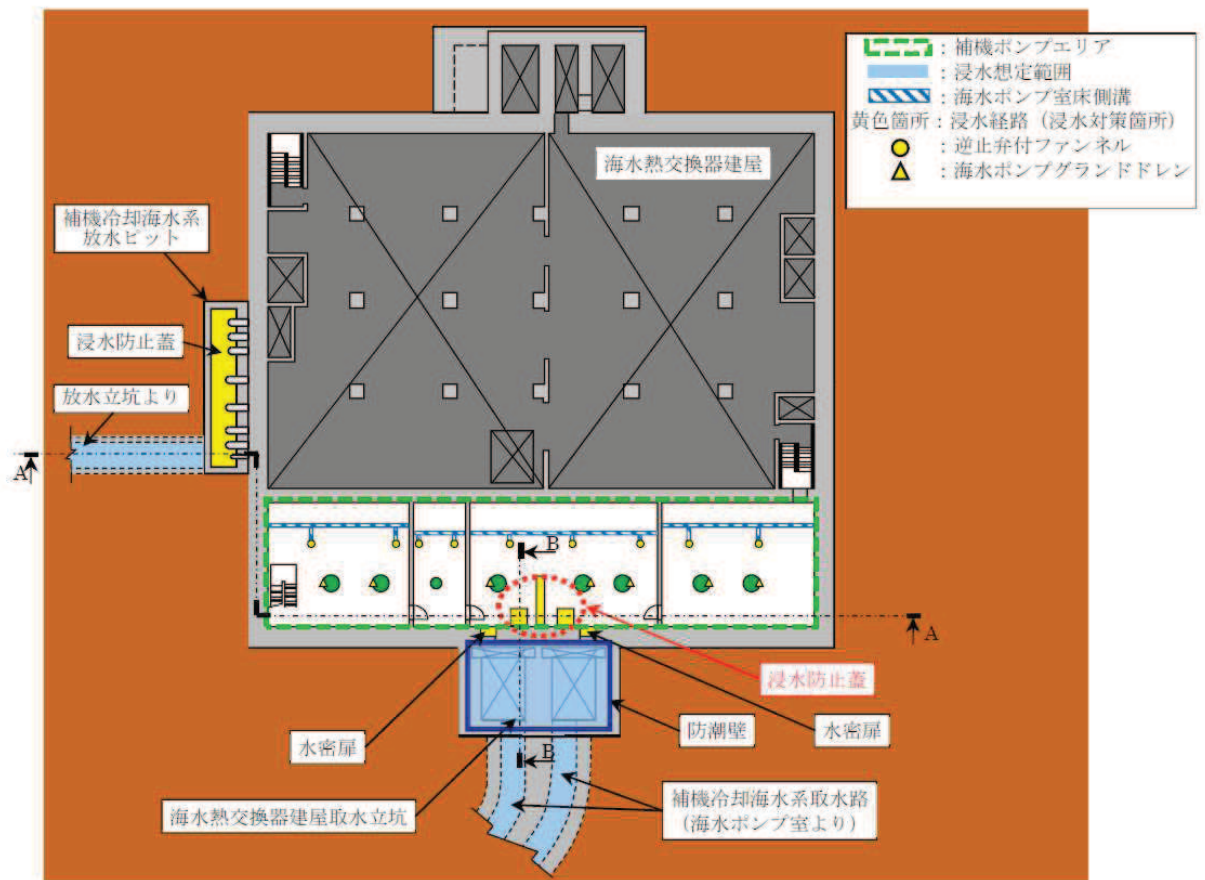 ：補機ポンプエリア
：浸水想定範囲
：海水ポンプ室床側溝
黄色箇所：浸水経路（浸水対策箇所）
：逆止弁付ファンネル
：海水ポンプグランドドレン
海水熱交換器建屋
補機冷却海水系
放水ピット
浸水防止蓋
放水立坑より
A
B
A
浸水防止蓋
水密扉
防潮壁
水密扉
B
海水熱交換器建屋取水立坑
補機冷却海水系取水路
（海水ポンプ室より）